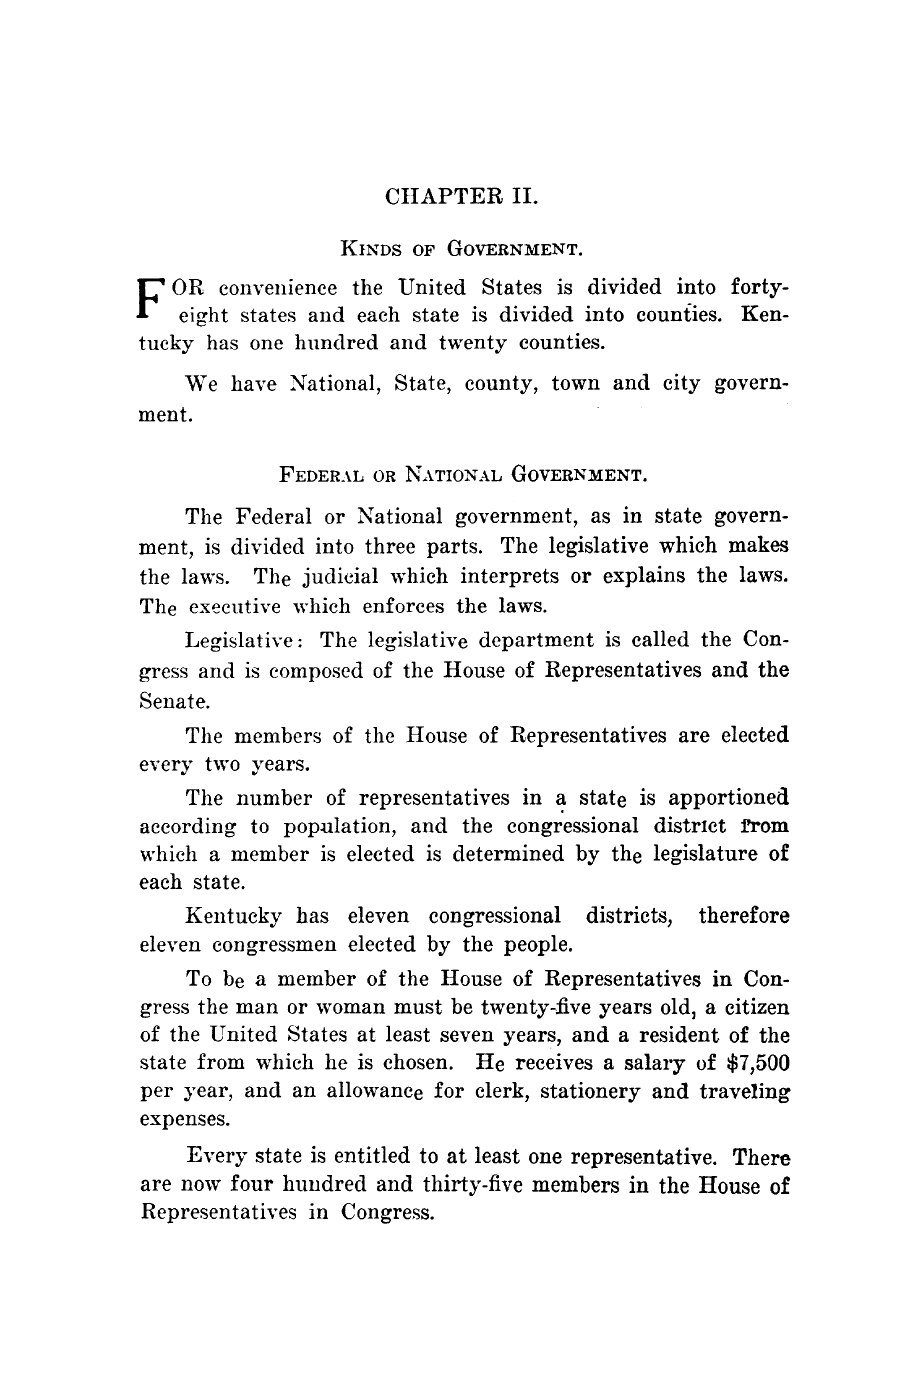 CHAPTER II.
KINDS OF GOVERNMENT.
FOR convenience the United States is divided into forty-
eight states and each state is divided into counties. Ken-
tucky has one hundred and twenty counties.
We have National, State, county, town and city govern-
ment.
FEDERAL OR NATIONAL GOVERNMENT.
The Federal or National government, as in state govern-
ment, is divided into three parts. The legislative which makes
the laws. The judicial which interprets or explains the laws.
The executive which enforces the laws.
Legislative: The legislative department is called the Con-
gress and is composed of the House of Representatives and the
Senate.
The members of the House of Representatives are elected
every two years.
The number of representatives in a state is apportioned
according to population, and the congressional district from
which a member is elected is determined by the legislature of
each state.
Kentucky has eleven congressional districts, therefore
eleven congressmen elected by the people.
To be a member of the House of Representatives in Con-
gress the man or woman must be twenty-five years old, a citizen
of the United States at least seven years, and a resident of the
state from which he is chosen. He receives a salary of $7,500
per year, and an allowance for clerk, stationery and traveling
expenses.
Every state is entitled to at least one representative. There
are now four hundred and thirty-five members in the House of
Representatives in Congress.